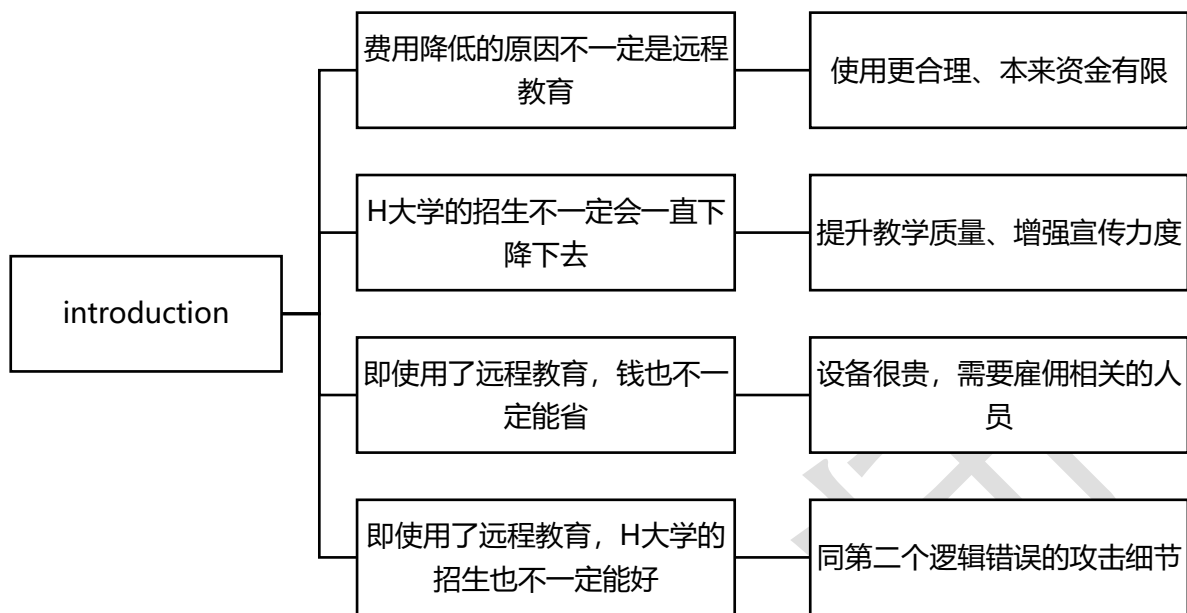 费用降低的原因不一定是远程
教育
使用更合理、本来资金有限
H大学的招生不一定会一直下
降下去
提升教学质量、增强宣传力度
introduction
即使用了远程教育，钱也不一
定能省
设备很贵，需要雇佣相关的人
员
即使用了远程教育，H大学的
招生也不一定能好
同第二个逻辑错误的攻击细节